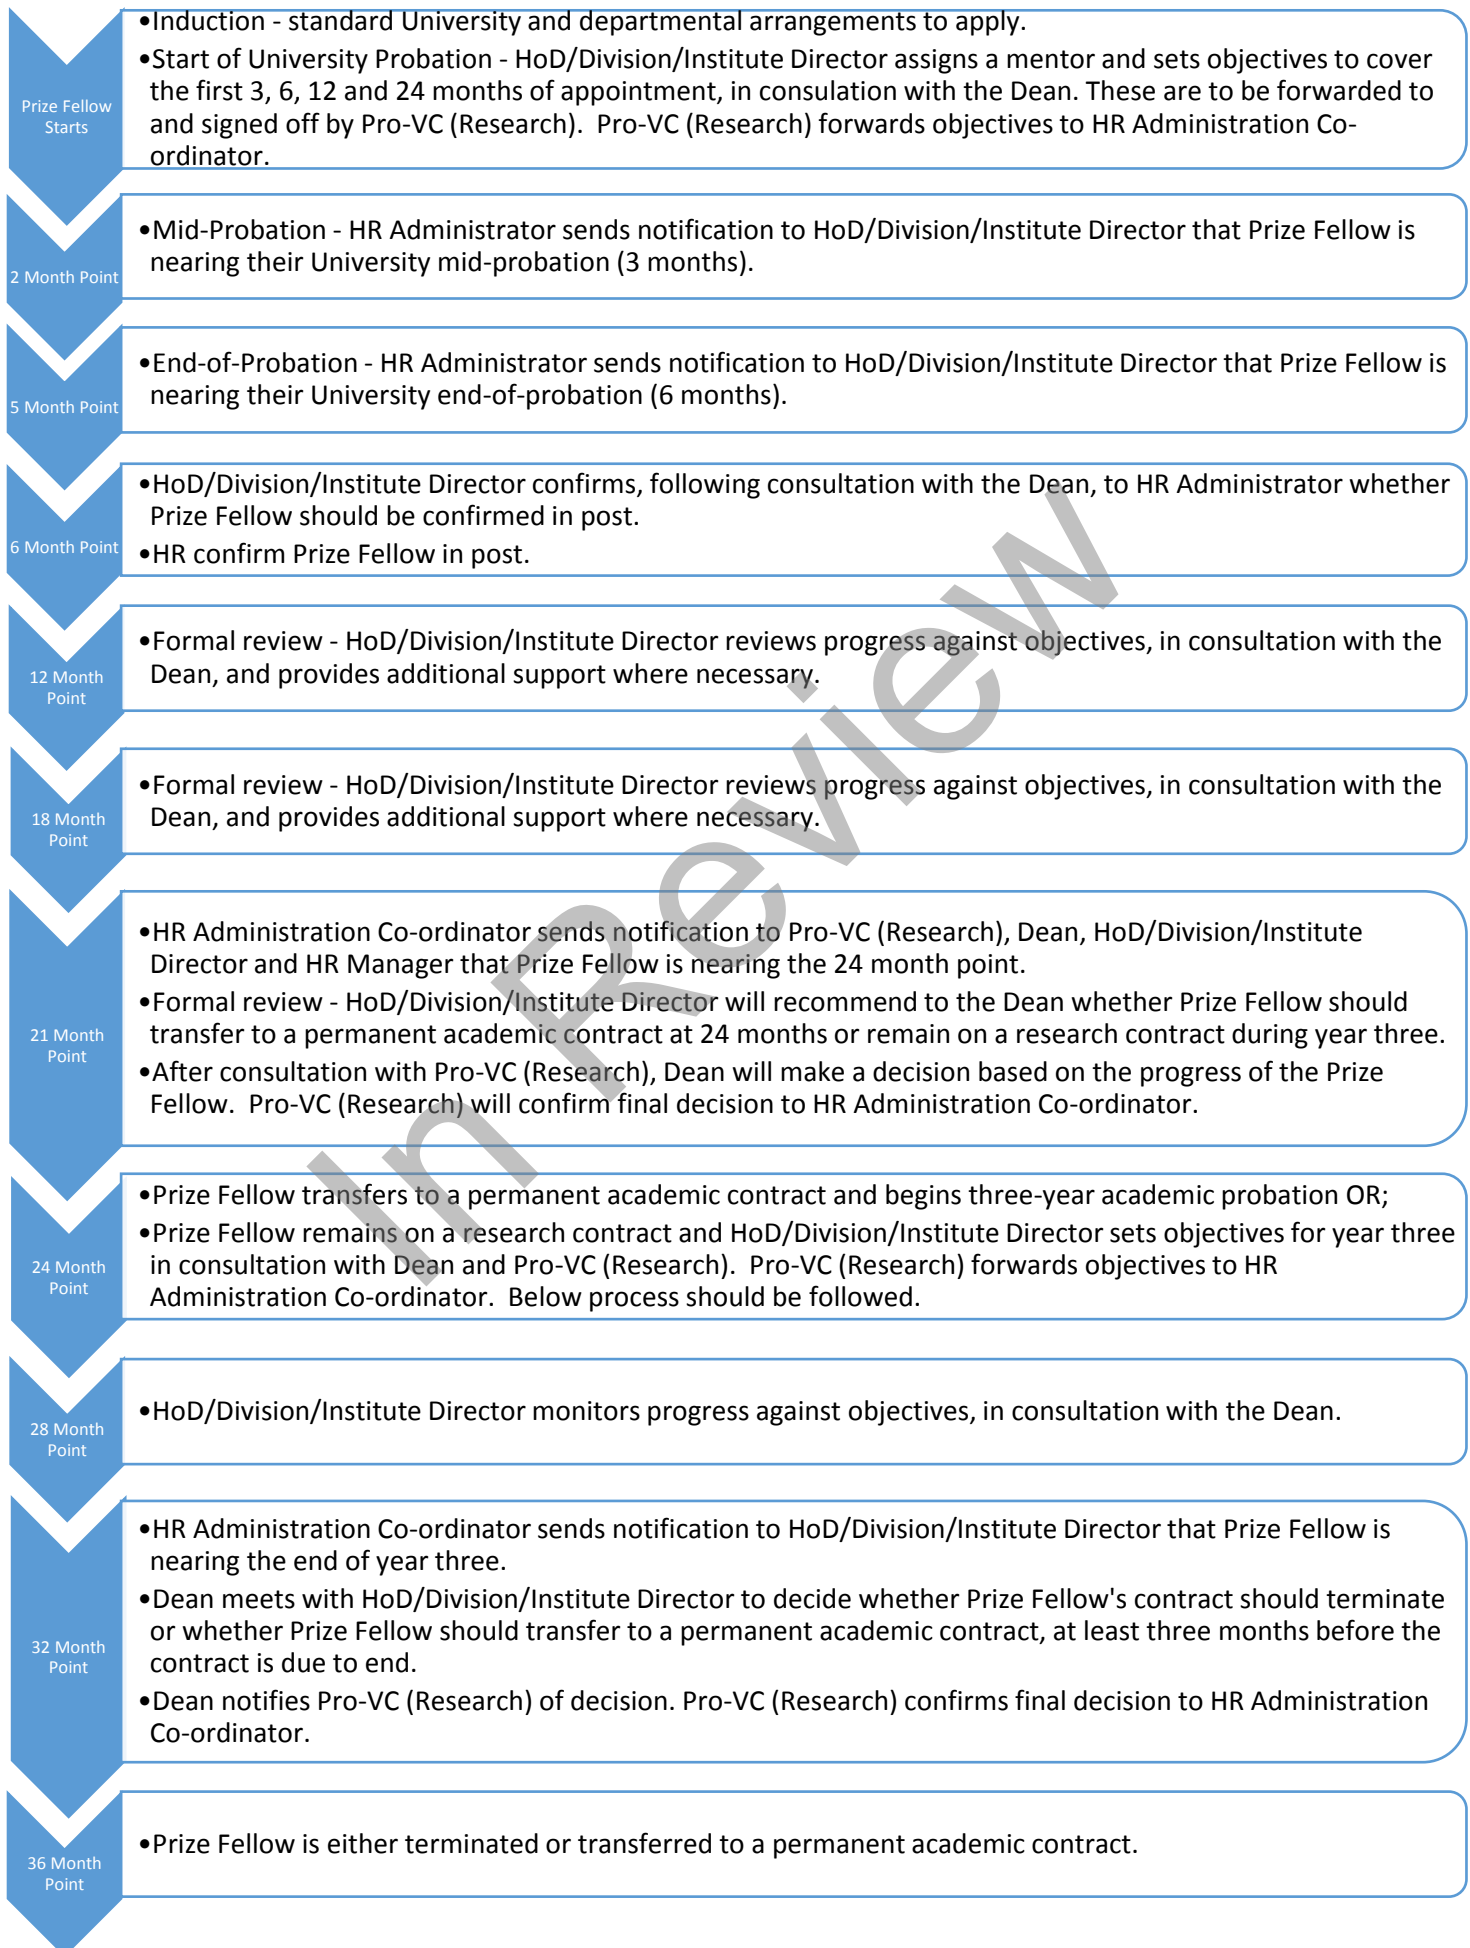 •Induction - standard University and departmental arrangements to apply.
•Start of University Probation - HoD/Division/Institute Director assigns a mentor and sets objectives to cover
the first 3, 6, 12 and 24 months of appointment, in consulation with the Dean. These are to be forwarded to
and signed off by Pro-VC (Research).  Pro-VC (Research) forwards objectives to HR Administration Co-
ordinator.
Prize Fellow
Starts
•Mid-Probation - HR Administrator sends notification to HoD/Division/Institute Director that Prize Fellow is
nearing their University mid-probation (3 months).
2 Month Point
•End-of-Probation - HR Administrator sends notification to HoD/Division/Institute Director that Prize Fellow is
nearing their University end-of-probation (6 months).
5 Month Point
•HoD/Division/Institute Director confirms, following consultation with the Dean, to HR Administrator whether
Prize Fellow should be confirmed in post.
•HR confirm Prize Fellow in post.
6 Month Point
•Formal review - HoD/Division/Institute Director reviews progress against objectives, in consultation with the
Dean, and provides additional support where necessary.
12 Month
Point
•Formal review - HoD/Division/Institute Director reviews progress against objectives, in consultation with the
Dean, and provides additional support where necessary.
18 Month
Point
•HR Administration Co-ordinator sends notification to Pro-VC (Research), Dean, HoD/Division/Institute
Director and HR Manager that Prize Fellow is nearing the 24 month point.
•Formal review - HoD/Division/Institute Director will recommend to the Dean whether Prize Fellow should
transfer to a permanent academic contract at 24 months or remain on a research contract during year three.
•After consultation with Pro-VC (Research), Dean will make a decision based on the progress of the Prize
Fellow.  Pro-VC (Research) will confirm final decision to HR Administration Co-ordinator.
21 Month
Point
•Prize Fellow transfers to a permanent academic contract and begins three-year academic probation OR;
•Prize Fellow remains on a research contract and HoD/Division/Institute Director sets objectives for year three
in consultation with Dean and Pro-VC (Research).  Pro-VC (Research) forwards objectives to HR
Administration Co-ordinator.  Below process should be followed.
24 Month
Point
•HoD/Division/Institute Director monitors progress against objectives, in consultation with the Dean.
28 Month
Point
•HR Administration Co-ordinator sends notification to HoD/Division/Institute Director that Prize Fellow is
nearing the end of year three.
•Dean meets with HoD/Division/Institute Director to decide whether Prize Fellow's contract should terminate
or whether Prize Fellow should transfer to a permanent academic contract, at least three months before the
contract is due to end.
•Dean notifies Pro-VC (Research) of decision. Pro-VC (Research) confirms final decision to HR Administration
Co-ordinator.
32 Month
Point
•Prize Fellow is either terminated or transferred to a permanent academic contract.
36 Month
Point
In Review